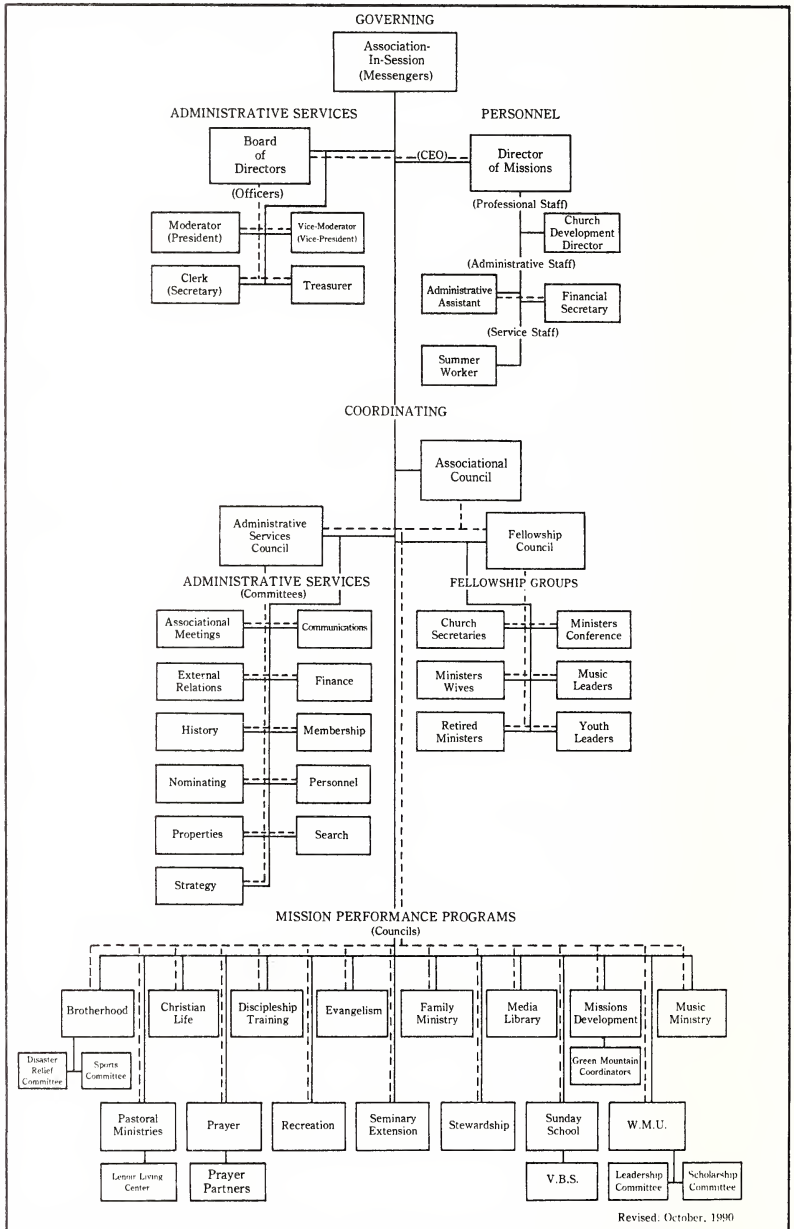 GOVERNING
Association-
In-Session
(Messengers)
ADMINISTRATIVE SERVICES
PERSONNEL
Board
of
Directors
(CEO)
Director
of Missions
(Officers)
(Professional Staff)
Moderator
(President)
Vice-Moderator
(Vice-President)
Church
Development
Director
(Administrative Staff)
Clerk
(Secretary)
Treasurer
Administrative
Assistant
Financial
Secretary
(Service Staff)
Summer
Worker
COORDINATING
Associational
Council
Administrative
Services
Council
Fellowship
Council
ADMINISTRATIVE SERVICES
(Committees)
FELLOWSHIP GROUPS
Associational
Meetings
Communications
Church
Secretaries
Ministers
Conference
External
Relations
Finance
Ministers
Wives
Music
Leaders
History
Membership
Retired
Ministers
Youth
Leaders
Nominating
Personnel
Properties
Search
Strategy
MISSION PERFORMANCE PROGRAMS
(Councils)
Brotherhood
Christian
Life
Discipleship
Training
Evangelism
Family
Ministry
Media
Library
Missions
Development
Music
Ministry
Disaster
Relief
Committee
Sports
Committee
Green Mountain
Coordinators
Pastoral
Ministries
Prayer
Recreation
Seminary
Extension
Stewardship
Sunday
School
W.M.U.
Lenoir Living
Center
Prayer
Partners
V.B.S.
Leadership
Committee
Scholarship
Committee
Revised: October, 1990